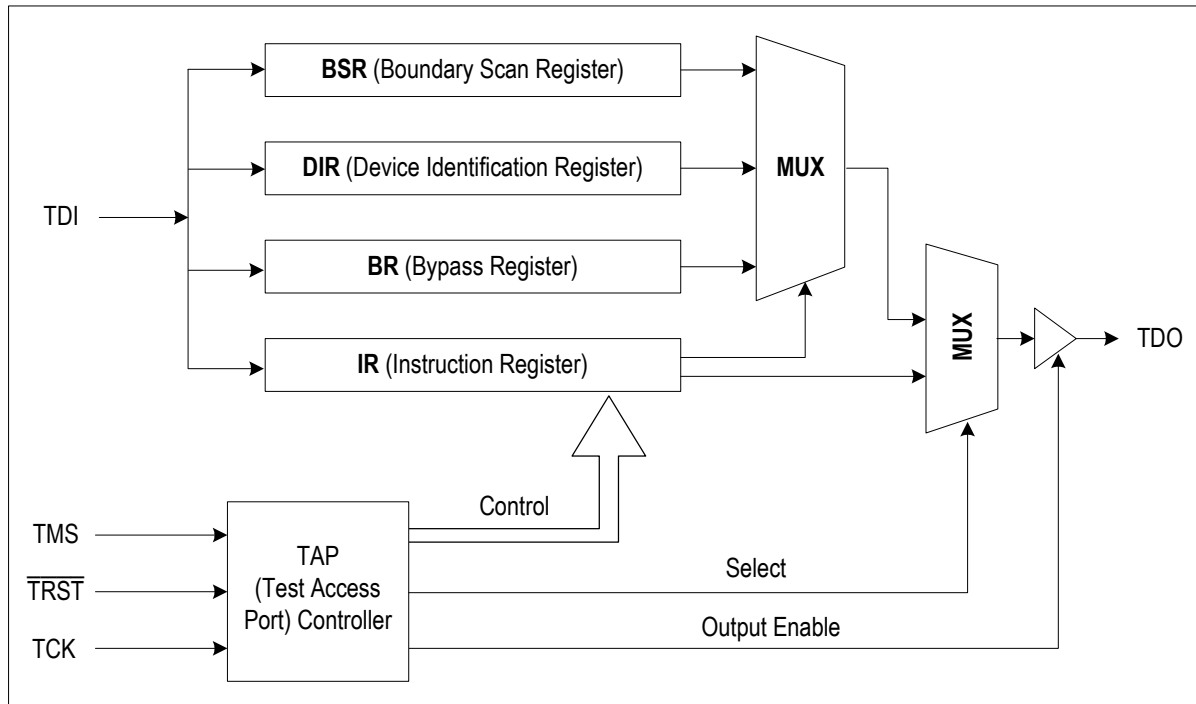 BSR (Boundary Scan Register)
DIR (Device Identification Register)
MUX
TDI
BR (Bypass Register)
MUX
TDO
IR (Instruction Register)
Control
TMS
TAP
(Test Access
Port) Controller
TRST
Select
TCK
Output Enable